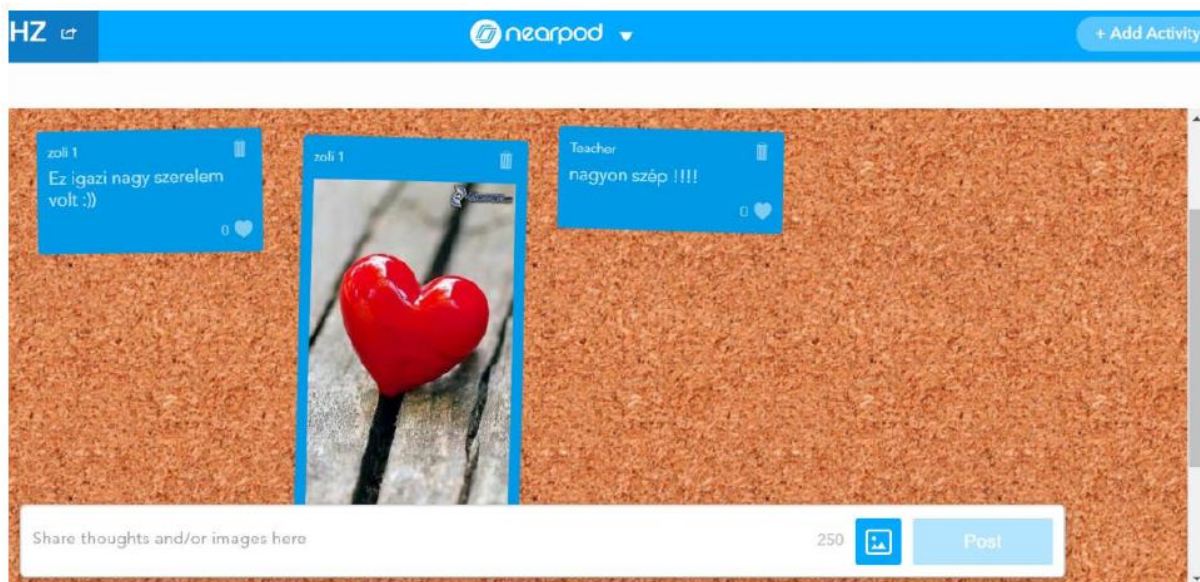 HZ
nearpod
+ Add Activity
zoli 1
Ez igazi nagy szerelem
volt :))
0
zoli 1
Teacher
nagyon szép !!!!
0
Share thoughts and/or images here
250
Post